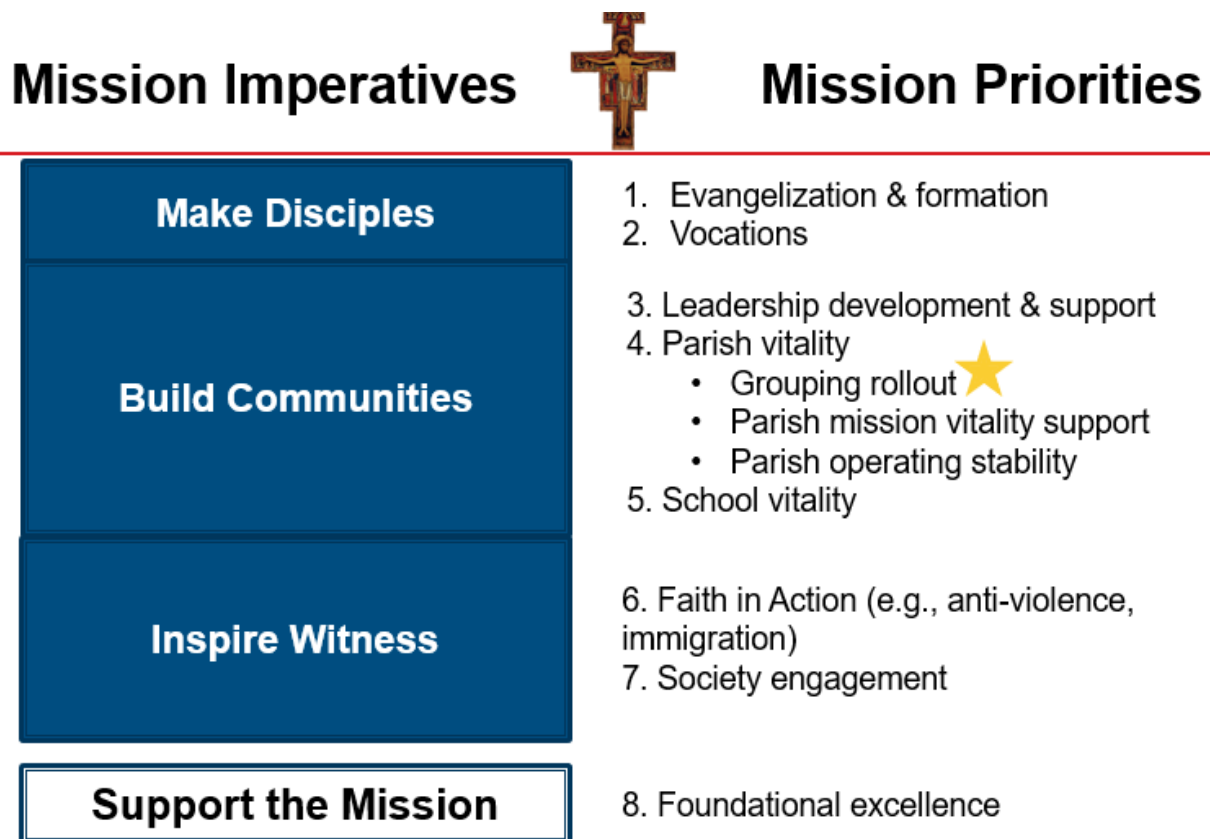 Mission Imperatives
Mission Priorities
Make Disciples
1. Evangelization & formation
2. Vocations
Build Communities
3. Leadership development & support
4. Parish vitality
• Grouping rollout
• Parish mission vitality support
• Parish operating stability
5. School vitality
Inspire Witness
6. Faith in Action (e.g., anti-violence,
immigration)
7. Society engagement
Support the Mission
8. Foundational excellence